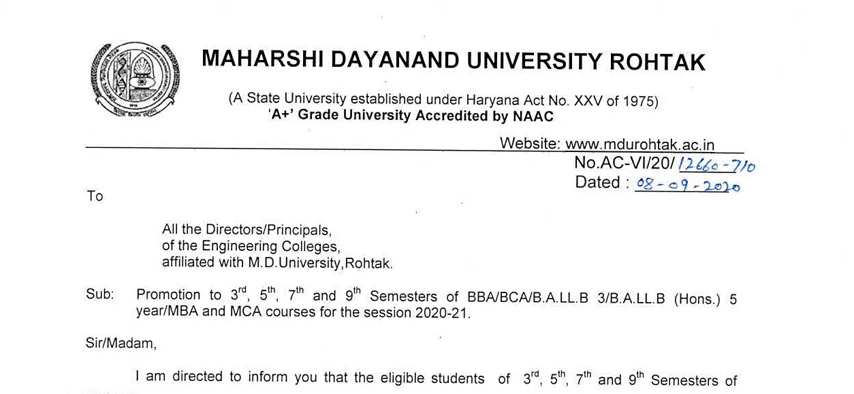 MAHARSHI DAYANAND UNIVERSITY ROHTAK
(A State University established under Haryana Act No. XXV of 1975)
'A+' Grade University Accredited by NAAC
Website: www.mdurohtak.ac.in
No.AC-VI/20/12660-710
Dated : 08-09-2020
To
All the Directors/Principals,
of the Engineering Colleges,
affiliated with M.D.University,Rohtak.
Sub: Promotion to 3rd, 5th, 7th and 9th Semesters of BBA/BCA/B.A.LL.B 3/B.A.LL.B (Hons.) 5
year/MBA and MCA courses for the session 2020-21.
Sir/Madam,
I am directed to inform you that the eligible students of 3rd, 5th, 7th and 9th Semesters of